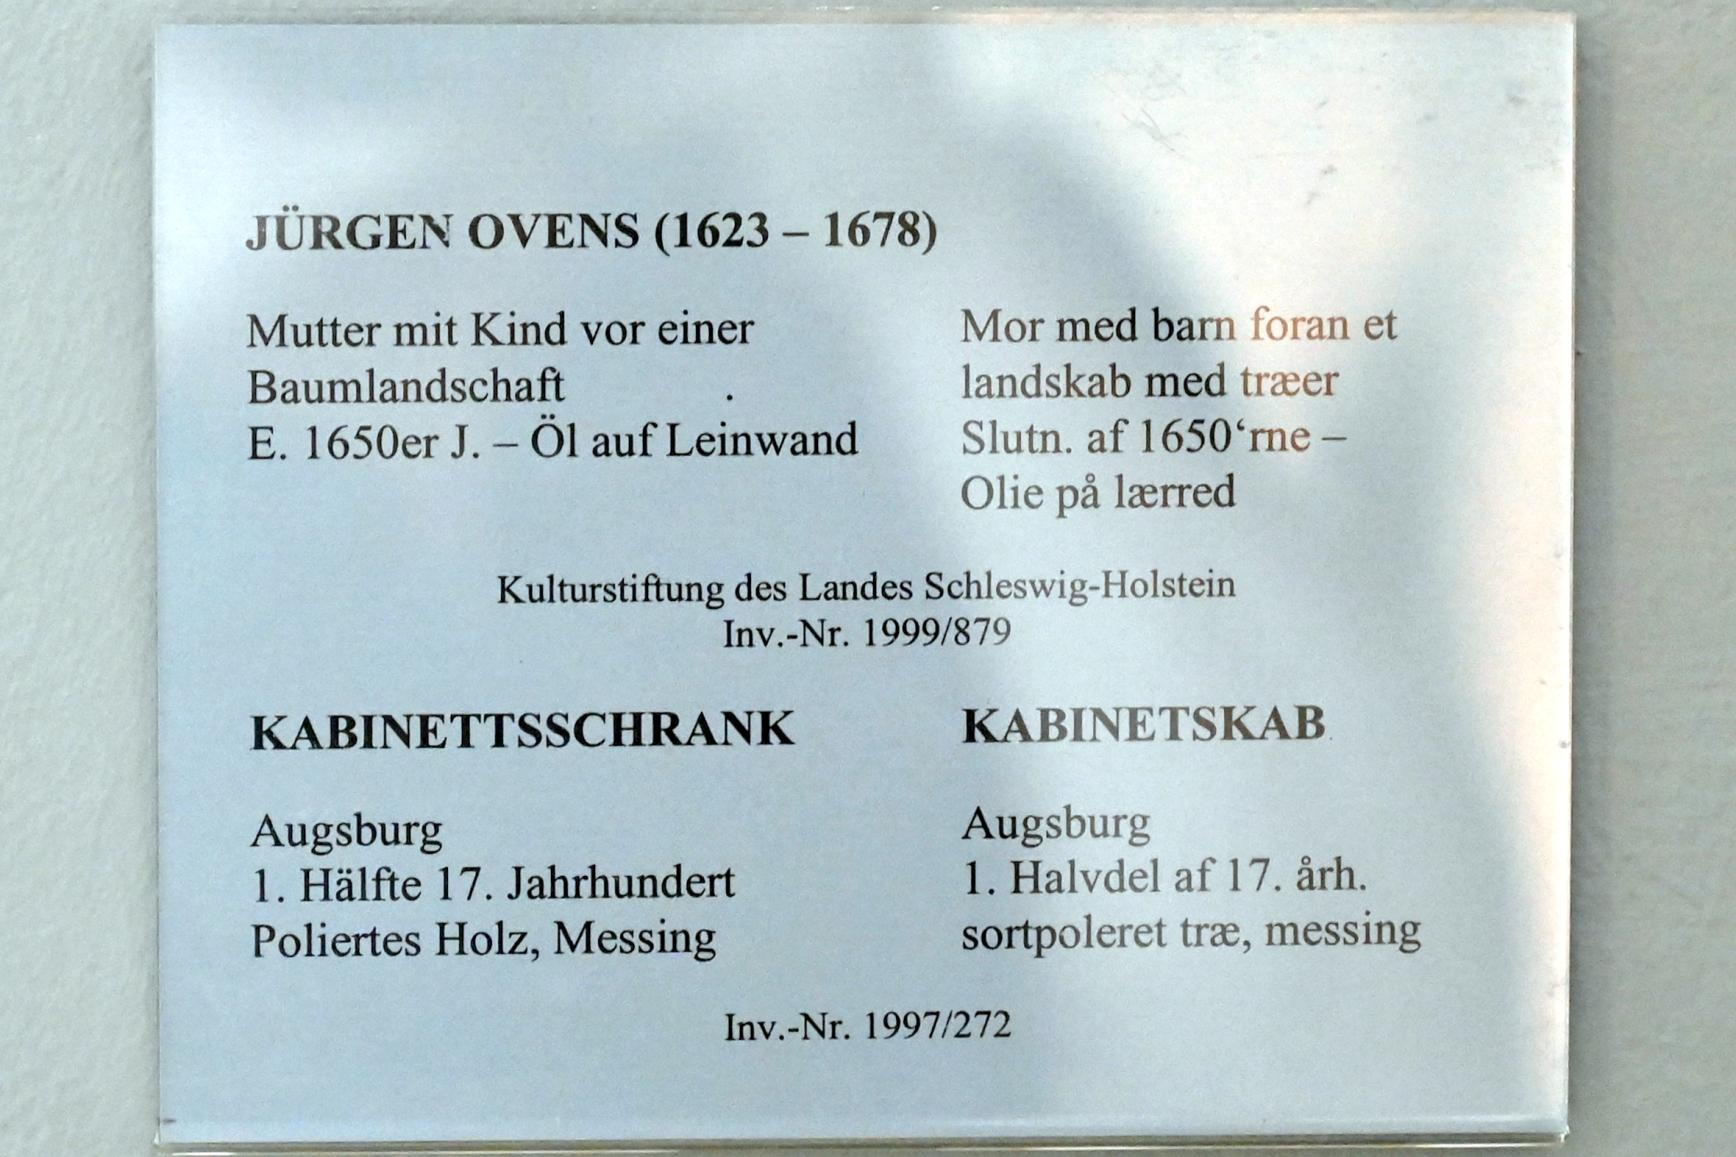 JÜRGEN OVENS (1623 – 1678)
Mutter mit Kind vor einer
Baumlandschaft
E. 1650er J. – Öl auf Leinwand
Mor med barn foran et
landskab med træer
Slutn. af 1650‘rne –
Olie på lærred
Kulturstiftung des Landes Schleswig-Holstein
Inv.-Nr. 1999/879
KABINETTSSCHRANK
Augsburg
1. Hälfte 17. Jahrhundert
Poliertes Holz, Messing
KABINETSKAB
Augsburg
1. Halvdel af 17. årh.
sortpoleret træ, messing
Inv.-Nr. 1997/272